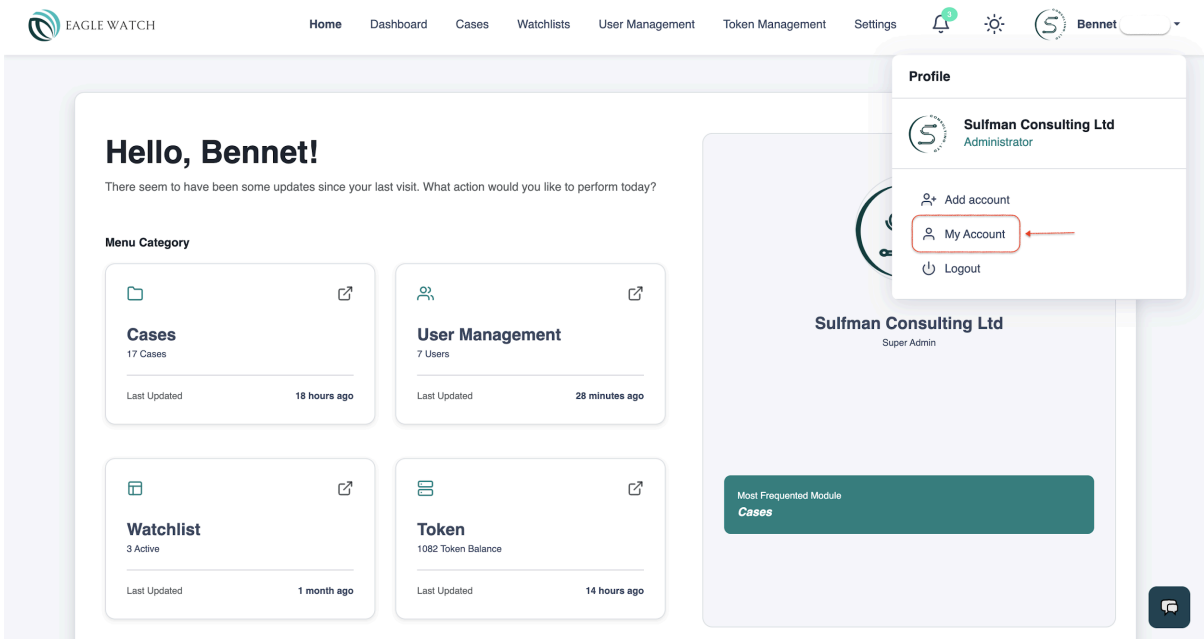 EAGLE WATCH
Home Dashboard Cases Watchlists User Management Token Management Settings 3 Bennet
Profile
Sulfman Consulting Ltd
Administrator
Add account
My Account
Logout
Hello, Bennet!
There seem to have been some updates since your last visit. What action would you like to perform today?
Menu Category
Cases
17 Cases
Last Updated 18 hours ago
User Management
7 Users
Last Updated 28 minutes ago
Watchlist
3 Active
Last Updated 1 month ago
Token
1082 Token Balance
Last Updated 14 hours ago
Sulfman Consulting Ltd
Super Admin
Most Frequented Module
Cases